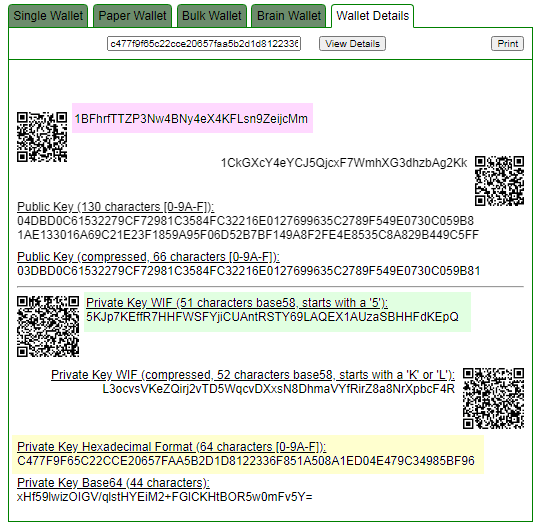 Single Wallet Paper Wallet Bulk Wallet Brain Wallet Wallet Details
c477f9f65c22cce20657faa5b2d1d8122336 View Details Print
1BFhrfTTZP3Nw4BNy4eX4KFLsn9ZeijcMm
1CkGXcY4eYCJ5QjcxF7WmhXG3dhzbAg2Kk
Public Key (130 characters [0-9A-F]):
04DBD0C61532279CF72981C3584FC32216E0127699635C2789F549E0730C059B8
1AE133016A69C21E23F1859A95F06D52B7BF149A8F2FE4E8535C8A829B449C5FF
Public Key (compressed, 66 characters [0-9A-F]):
03DBD0C61532279CF72981C3584FC32216E0127699635C2789F549E0730C059B81
Private Key WIF (51 characters base58, starts with a '5'):
5KJp7KEffR7HHFWSFYjiCUAntRSTY69LAQEX1AUzaSBHHFdKEpQ
Private Key WIF (compressed, 52 characters base58, starts with a 'K' or 'L'):
L3ocvsVKeZQirj2vTD5WqcvDXxsN8DhmaVYfRirZ8a8NrXpbcF4R
Private Key Hexadecimal Format (64 characters [0-9A-F]):
C477F9F65C22CCE20657FAA5B2D1D8122336F851A508A1ED04E479C34985BF96
Private Key Base64 (44 characters):
xHf59lwizOIGV/qlstHYEiM2+FGlCKHtBOR5w0mFv5Y=